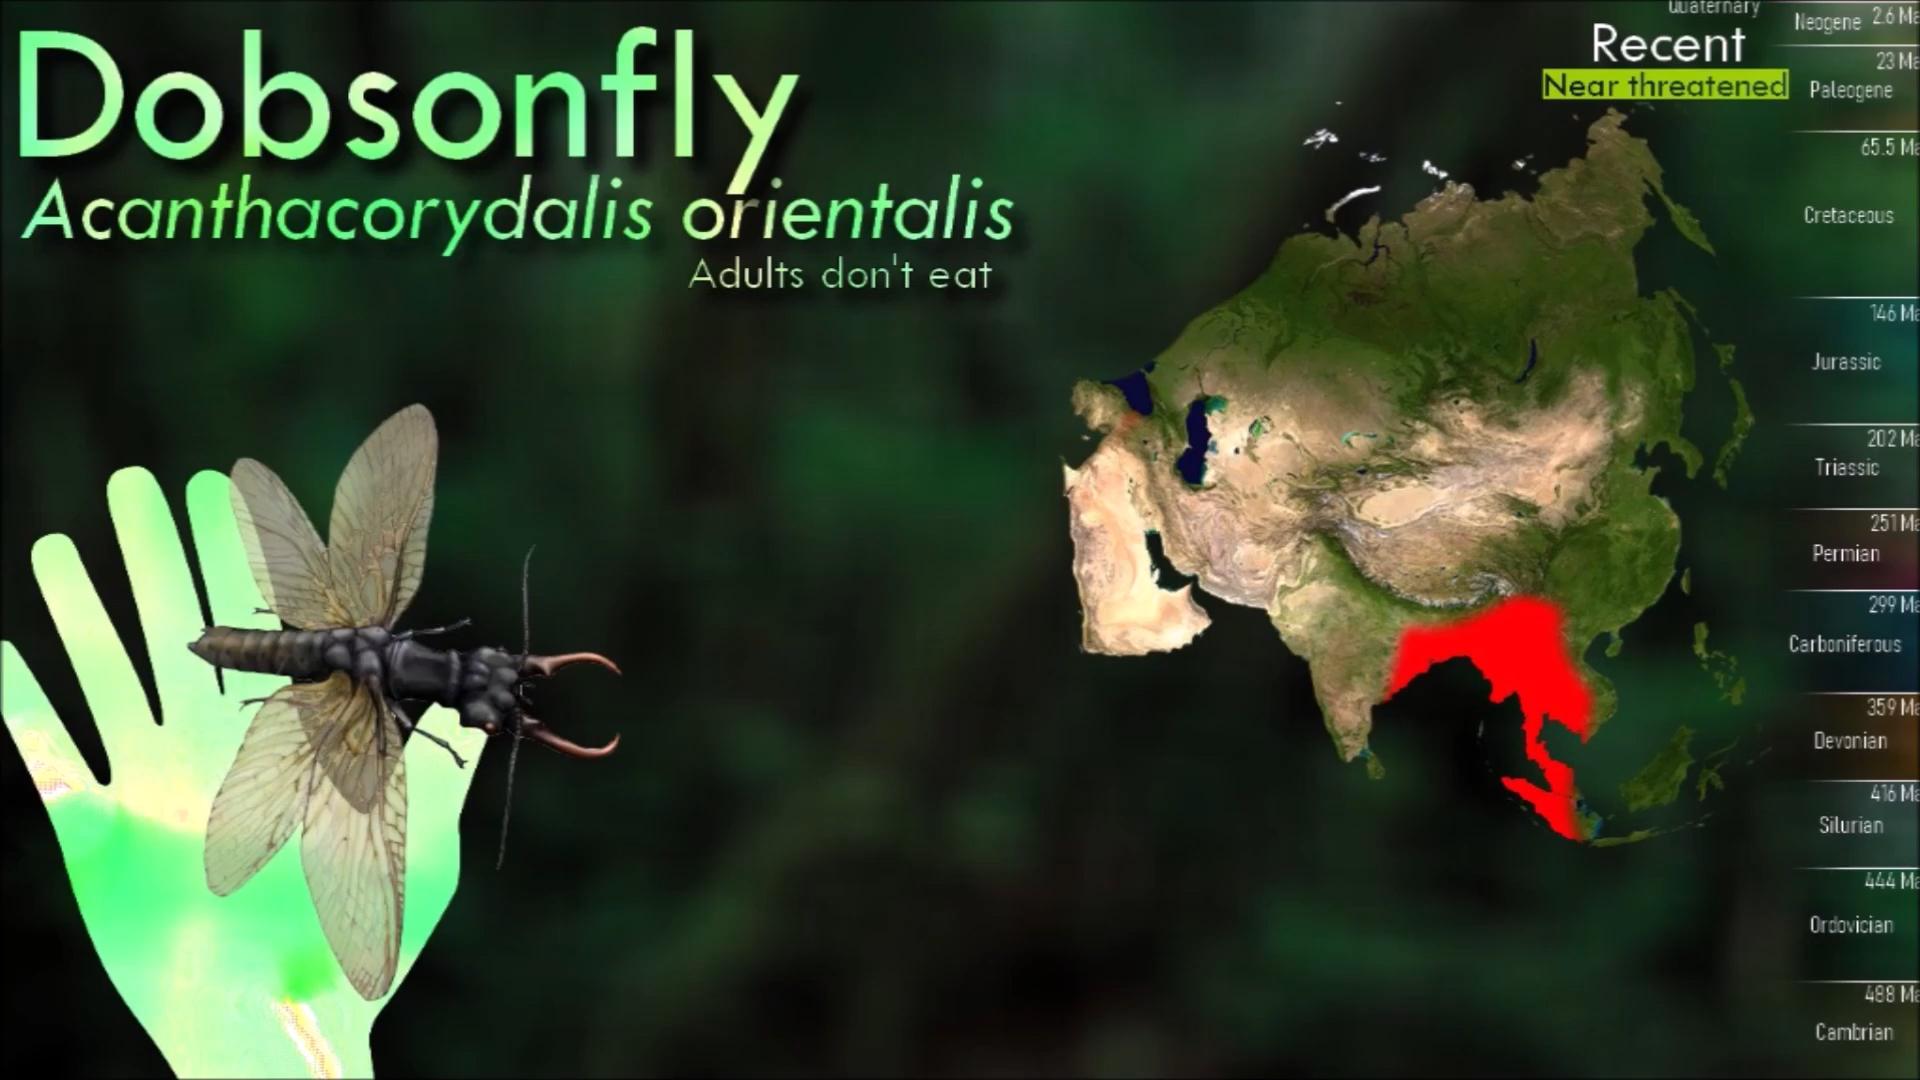 Dobsonfly
Acanthacorydalis orientalis
Adults don't eat
Quaternary
Recent
Near threatened
2.6 Ma
Neogene
23 Ma
Paleogene
65.5 Ma
Cretaceous
146 Ma
Jurassic
202 Ma
Triassic
251 Ma
Permian
299 Ma
Carboniferous
359 Ma
Devonian
416 Ma
Silurian
444 Ma
Ordovician
488 Ma
Cambrian